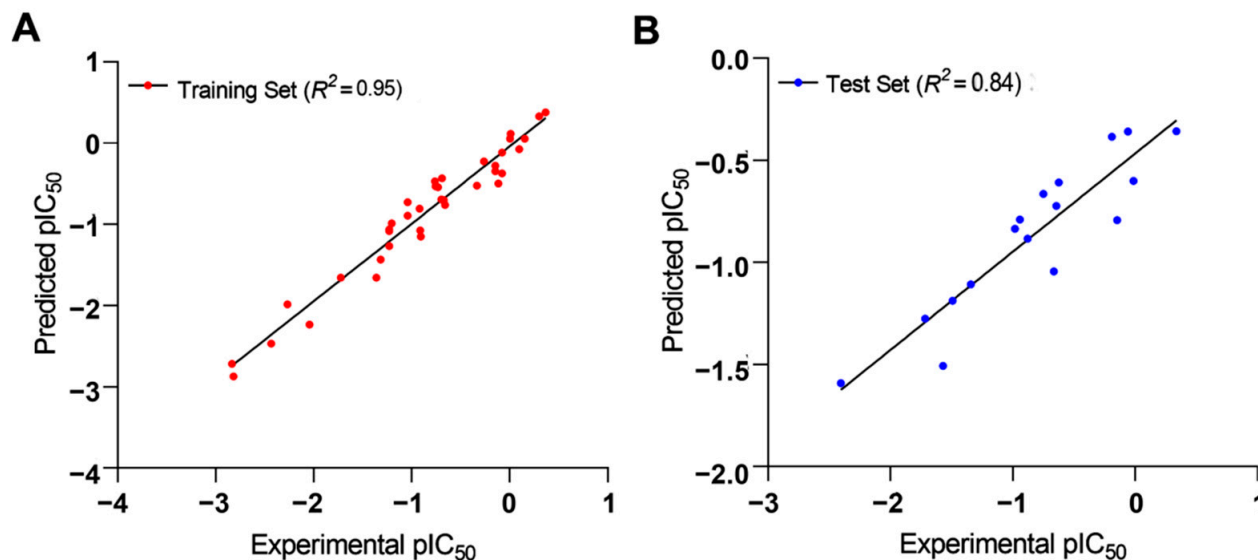 A
B
Training Set (R²=0.95)
Test Set (R²=0.84)
1
0
−1
−2
−3
−4
Predicted pIC₅₀
−4 −3 −2 −1 0 1
Experimental pIC₅₀
0.0
−0.5
−1.0
−1.5
−2.0
Predicted pIC₅₀
−3 −2 −1 0 1
Experimental pIC₅₀